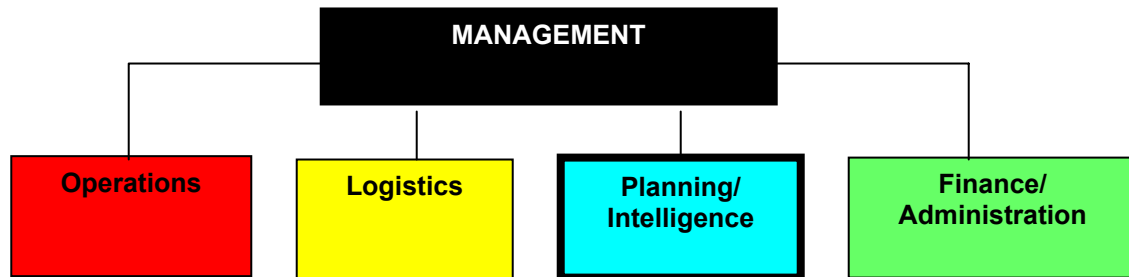 MANAGEMENT
Operations
Logistics
Planning/
Intelligence
Finance/
Administration